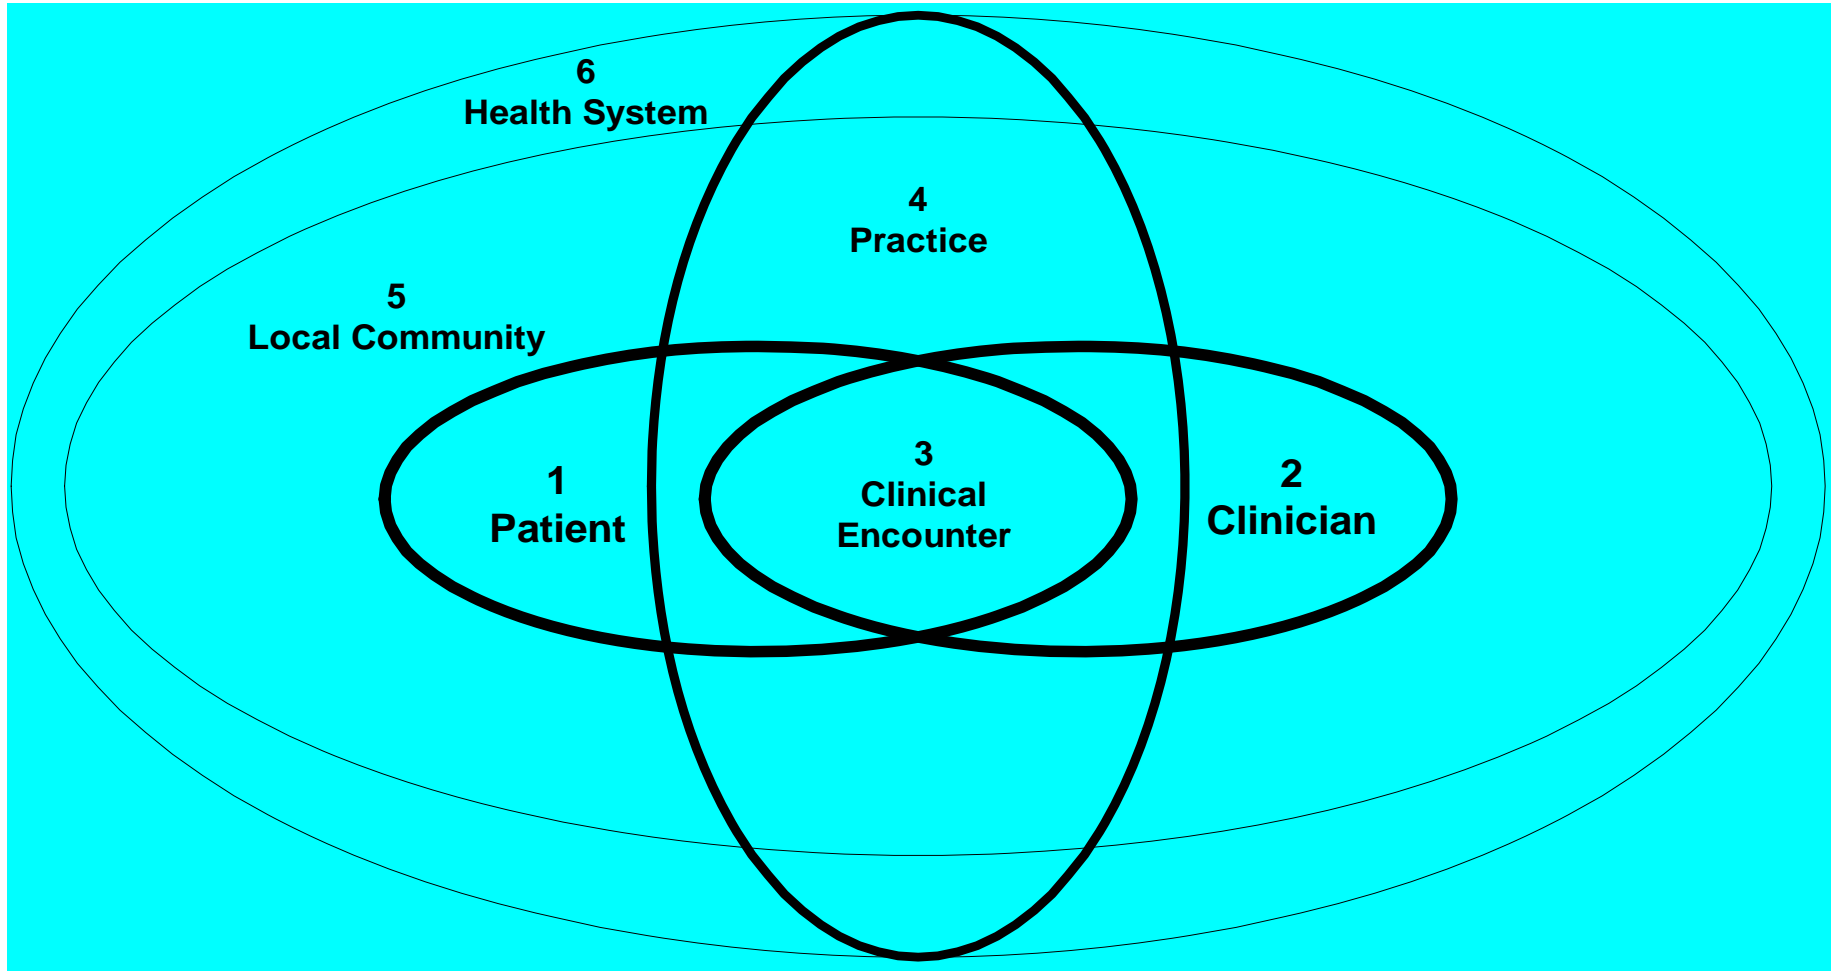 6
Health System
4
Practice
5
Local Community
1
Patient
3
Clinical
Encounter
2
Clinician